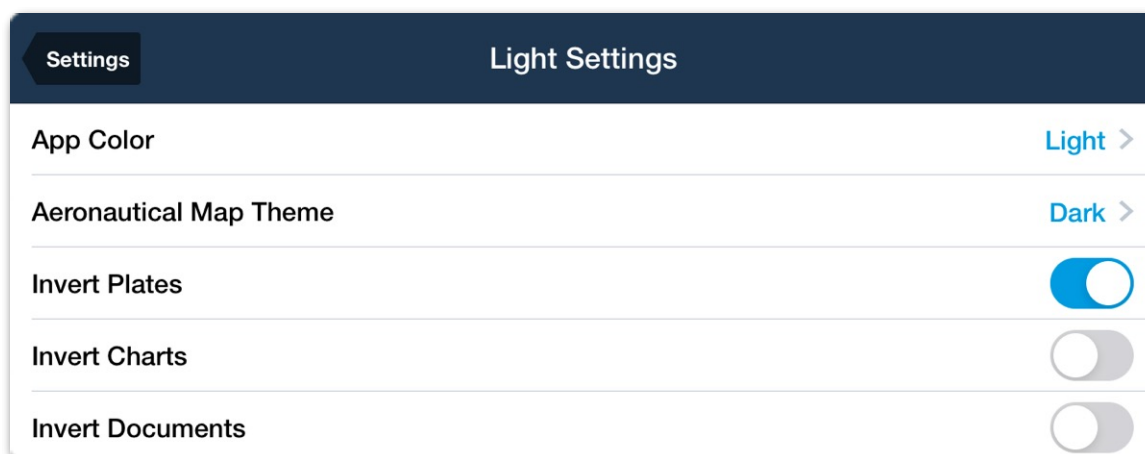 Settings
Light Settings
App Color
Light
Aeronautical Map Theme
Dark
Invert Plates
Invert Charts
Invert Documents